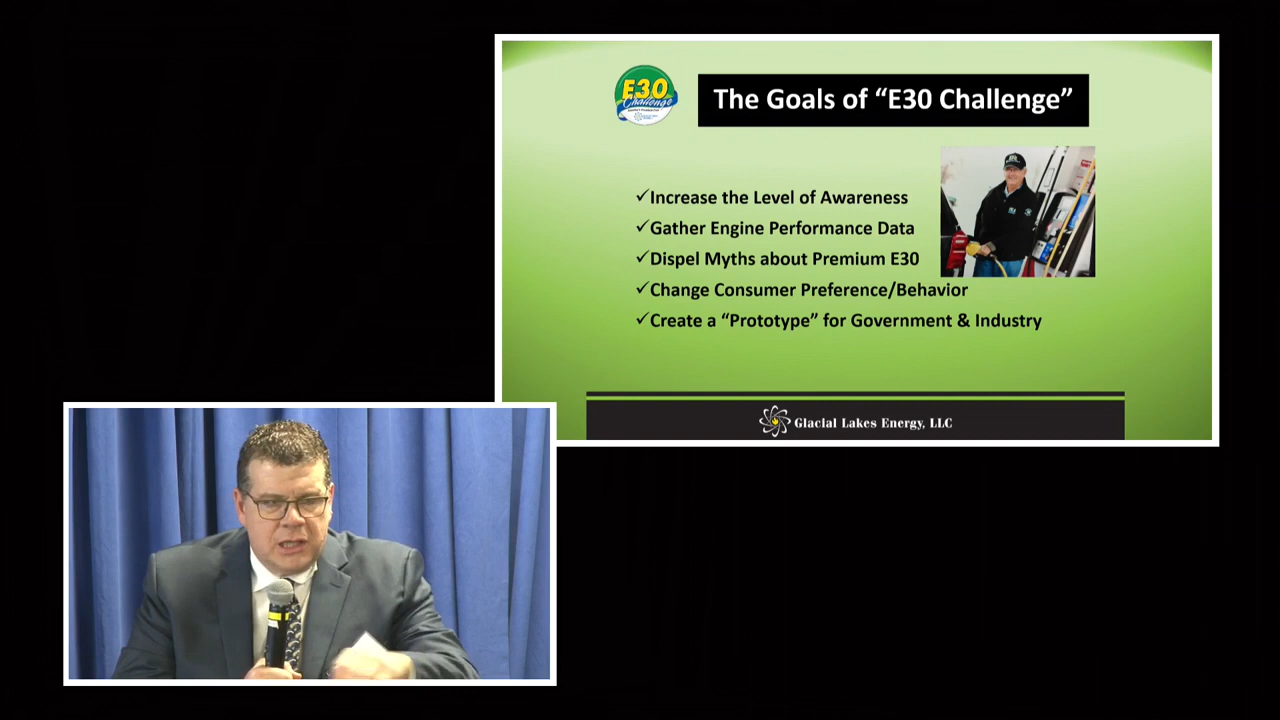 E30
Challenge
The Goals of “E30 Challenge”
✓Increase the Level of Awareness
✓Gather Engine Performance Data
✓Dispel Myths about Premium E30
✓Change Consumer Preference/Behavior
✓Create a “Prototype” for Government & Industry
Glacial Lakes Energy, LLC